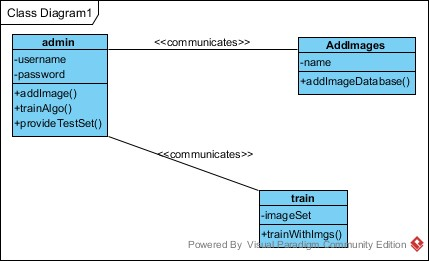 Class Diagram1
admin
-username
-password
+addImage()
+trainAlgo()
+provideTestSet()
<<communicates>>
AddImages
-name
+addImageDatabase()
<<communicates>>
train
-imageSet
+trainWithImgs()
Powered By Visual Paradigm Community Edition